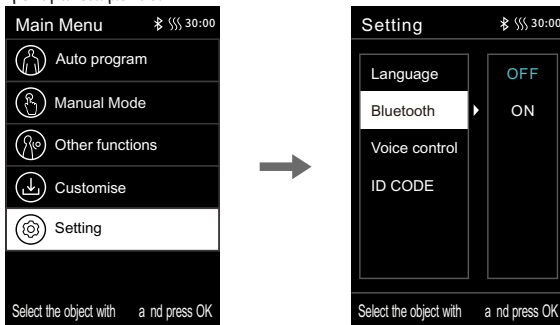 Main Menu 30:00
Auto program
Manual Mode
Other functions
Customise
Setting
Select the object with a nd press OK
Setting 30:00
Language
Bluetooth
Voice control
ID CODE
OFF
ON
Select the object with a nd press OK